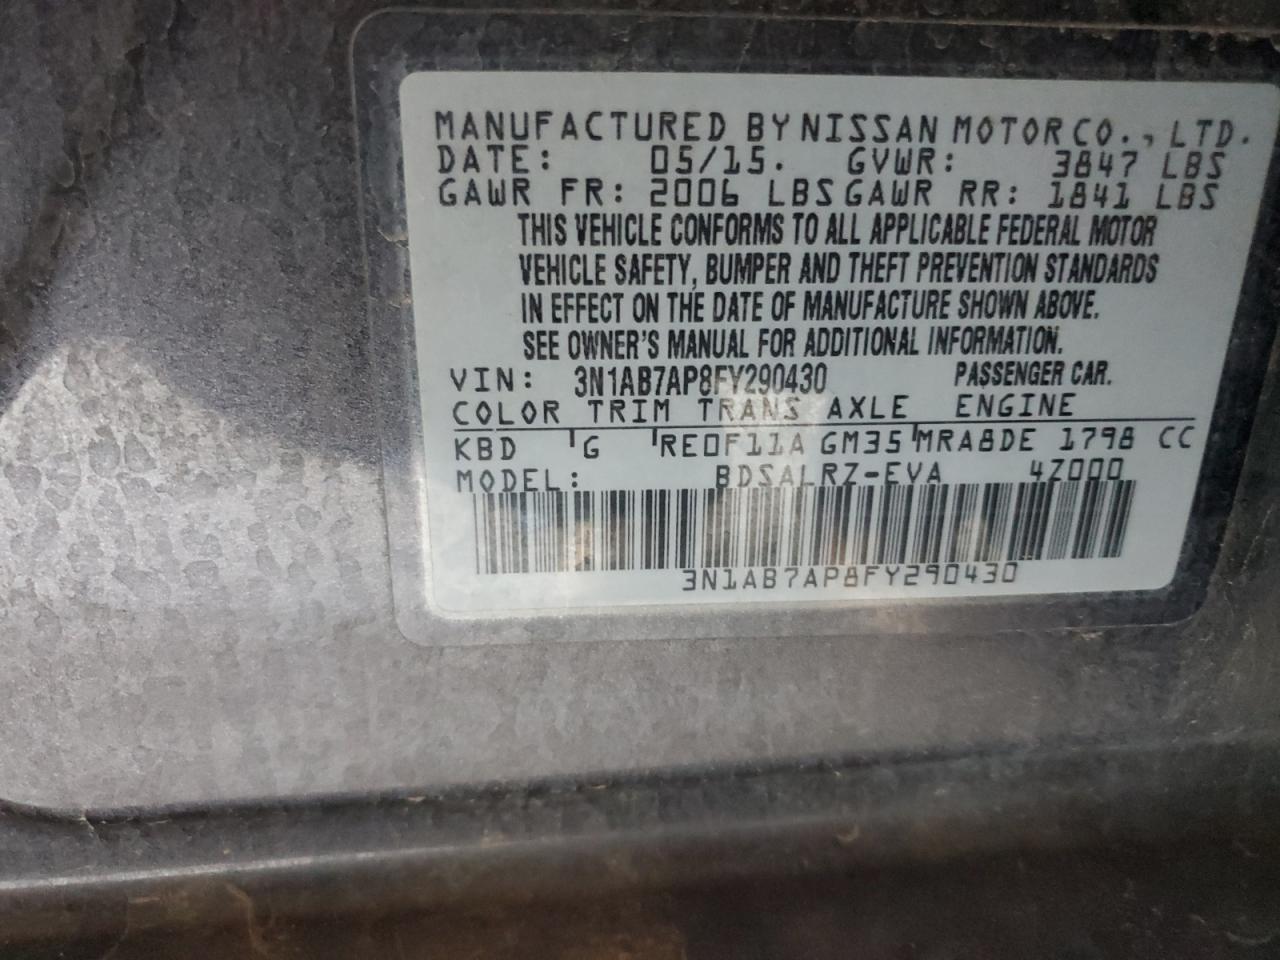 MANUFACTURED BY NISSAN MOTOR CO., LTD.
DATE: 05/15. GVWR: 3847 LBS
GAWR FR: 2006 LBS GAWR RR: 1841 LBS
THIS VEHICLE CONFORMS TO ALL APPLICABLE FEDERAL MOTOR
VEHICLE SAFETY, BUMPER AND THEFT PREVENTION STANDARDS
IN EFFECT ON THE DATE OF MANUFACTURE SHOWN ABOVE.
SEE OWNER'S MANUAL FOR ADDITIONAL INFORMATION.
VIN: 3N1AB7AP8FY290430 PASSENGER CAR.
COLOR TRIM TRANS AXLE ENGINE
KBD G RE0F11A GM35 MRA8DE 1798 CC
MODEL: BDSALRZ-EVA 4Z000
3N1AB7AP8FY290430